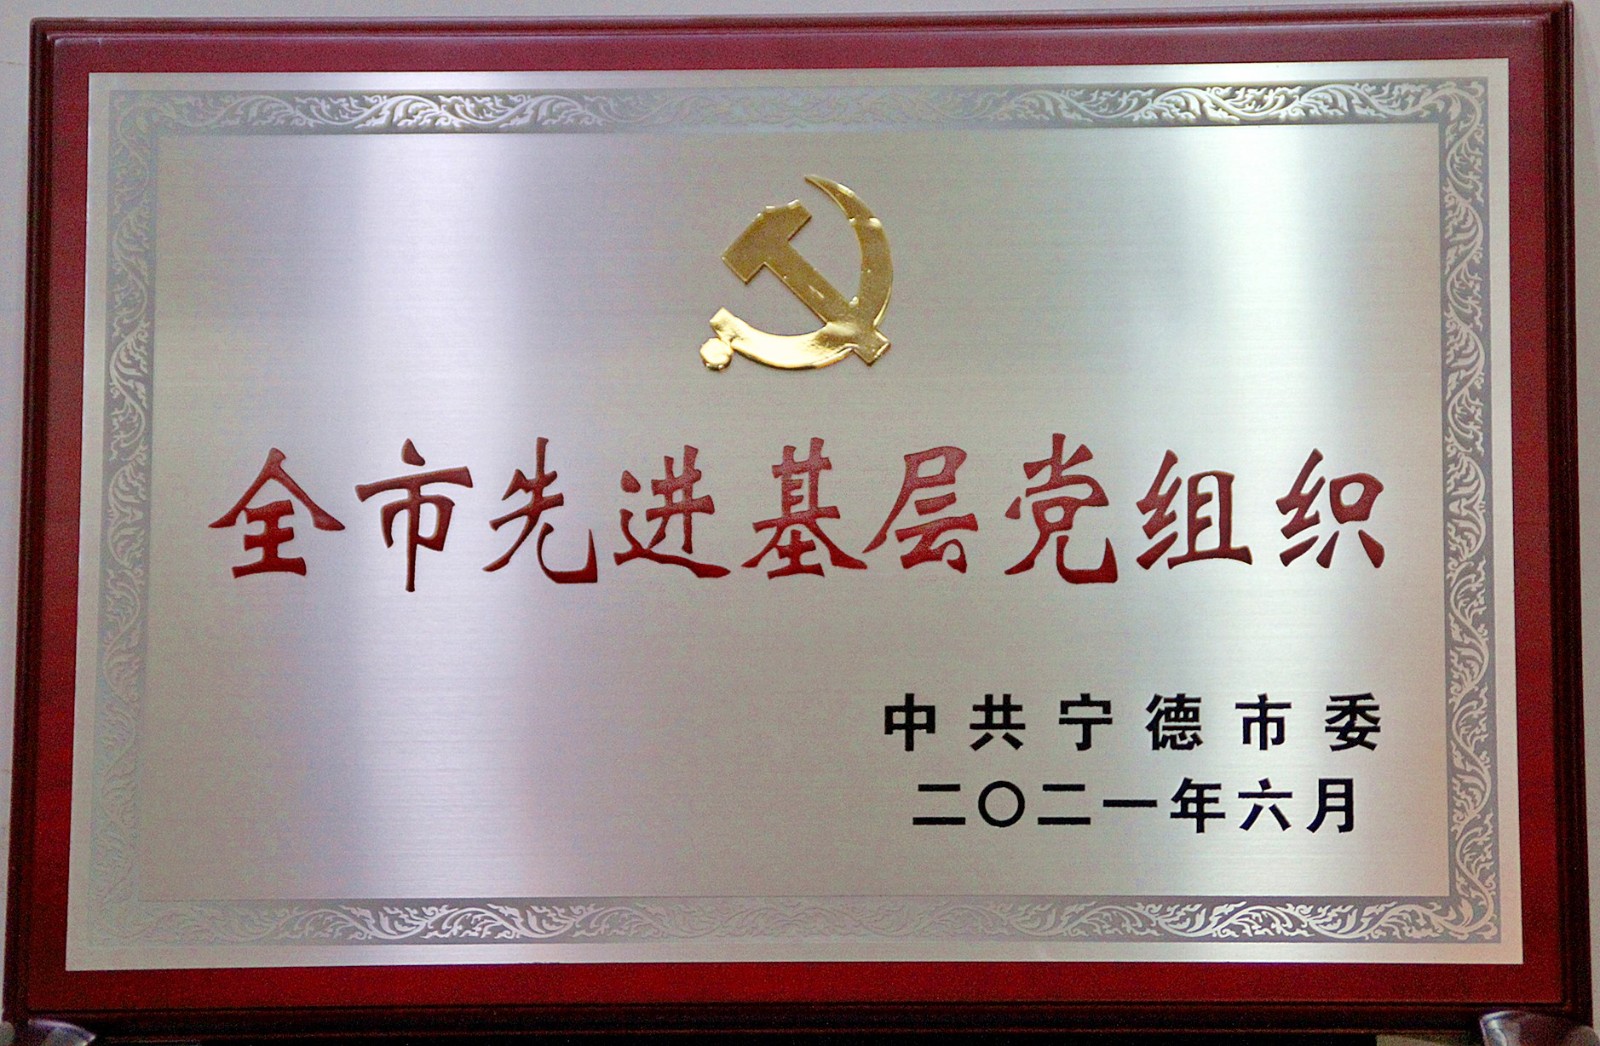 全市先进基层党组织
中共宁德市委
二〇二一年六月